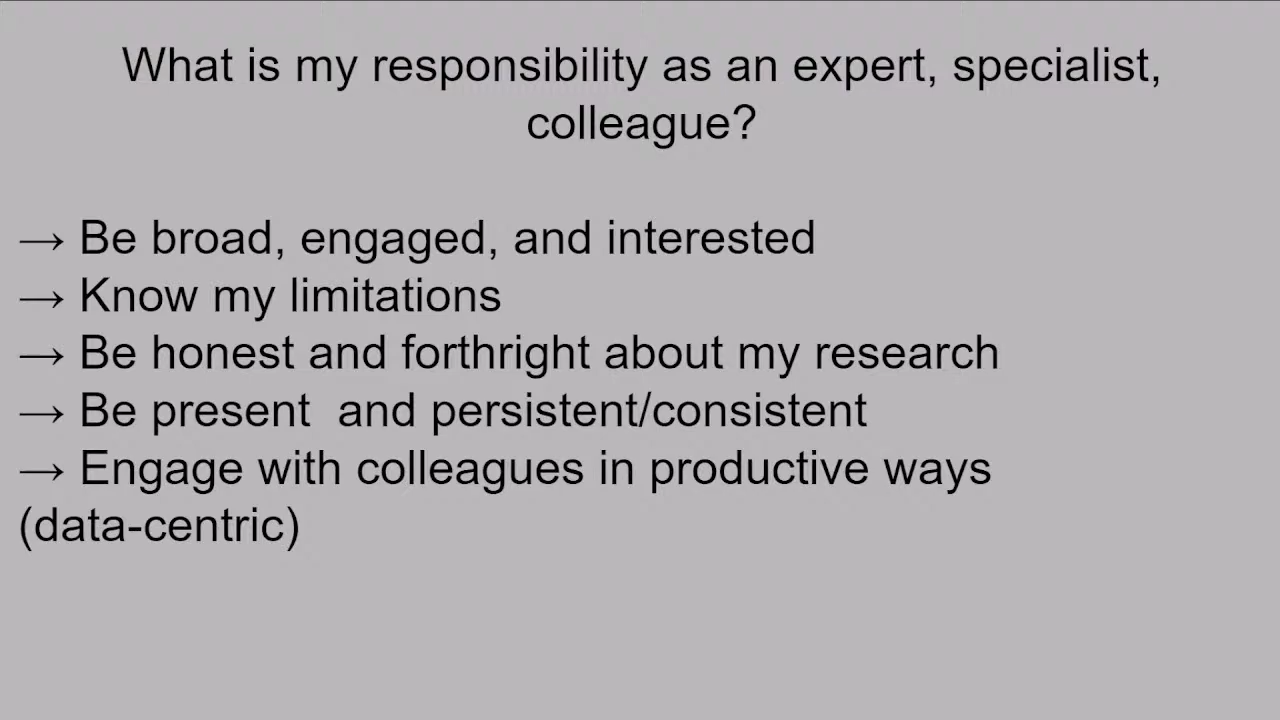 What is my responsibility as an expert, specialist,
colleague?
→ Be broad, engaged, and interested
→ Know my limitations
→ Be honest and forthright about my research
→ Be present  and persistent/consistent
→ Engage with colleagues in productive ways
(data-centric)